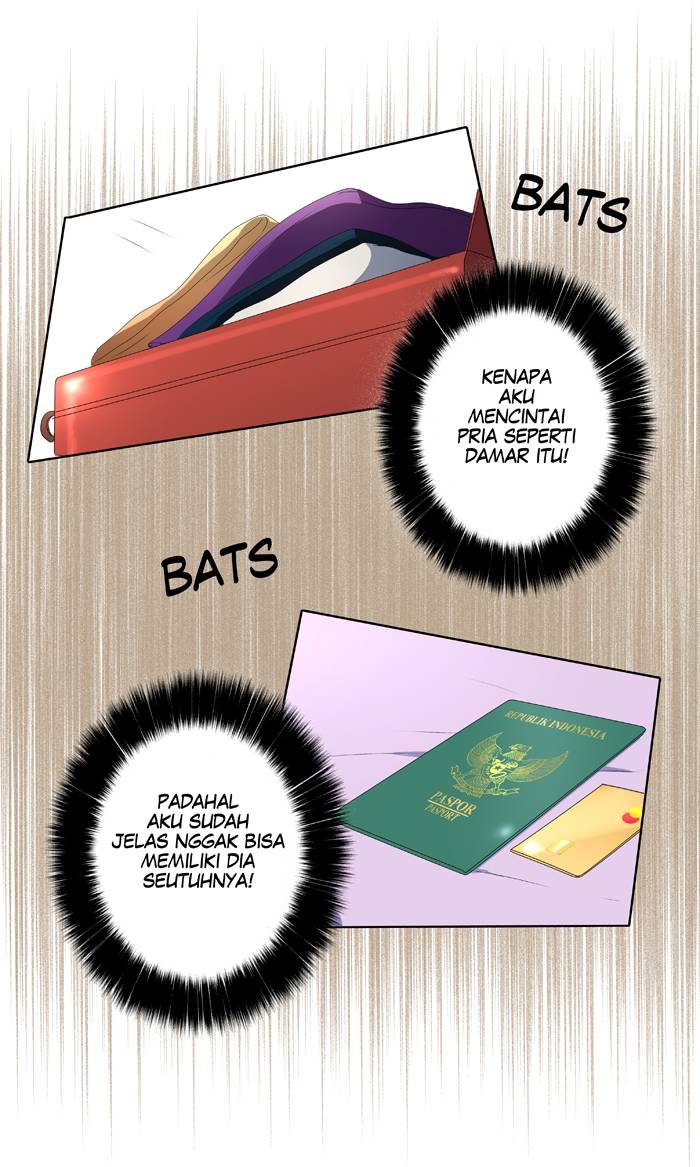 BATS
KENAPA
AKU
MENCINTAI
PRIA SEPERTI
DAMAR ITU!
BATS
REPUBLIK INDONESIA
PASPOR
PASSPORT
PADAHAL
AKU SUDAH
JELAS NGGAK BISA
MEMILIKI DIA
SEUTUHNYA!